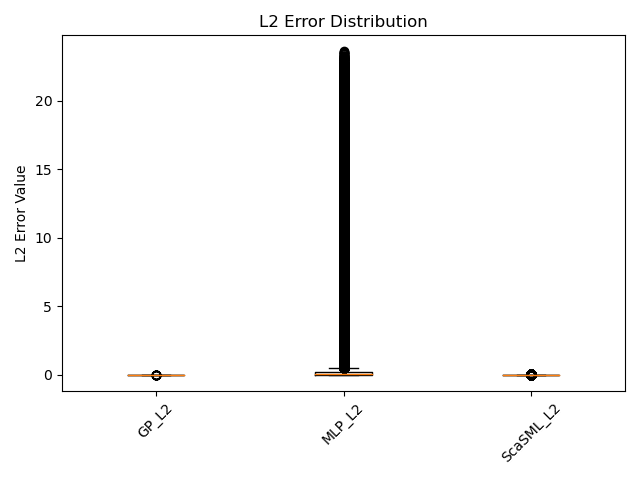 L2 Error Distribution
L2 Error Value
20
15
10
5
0
GP_L2
MLP_L2
ScaSML_L2